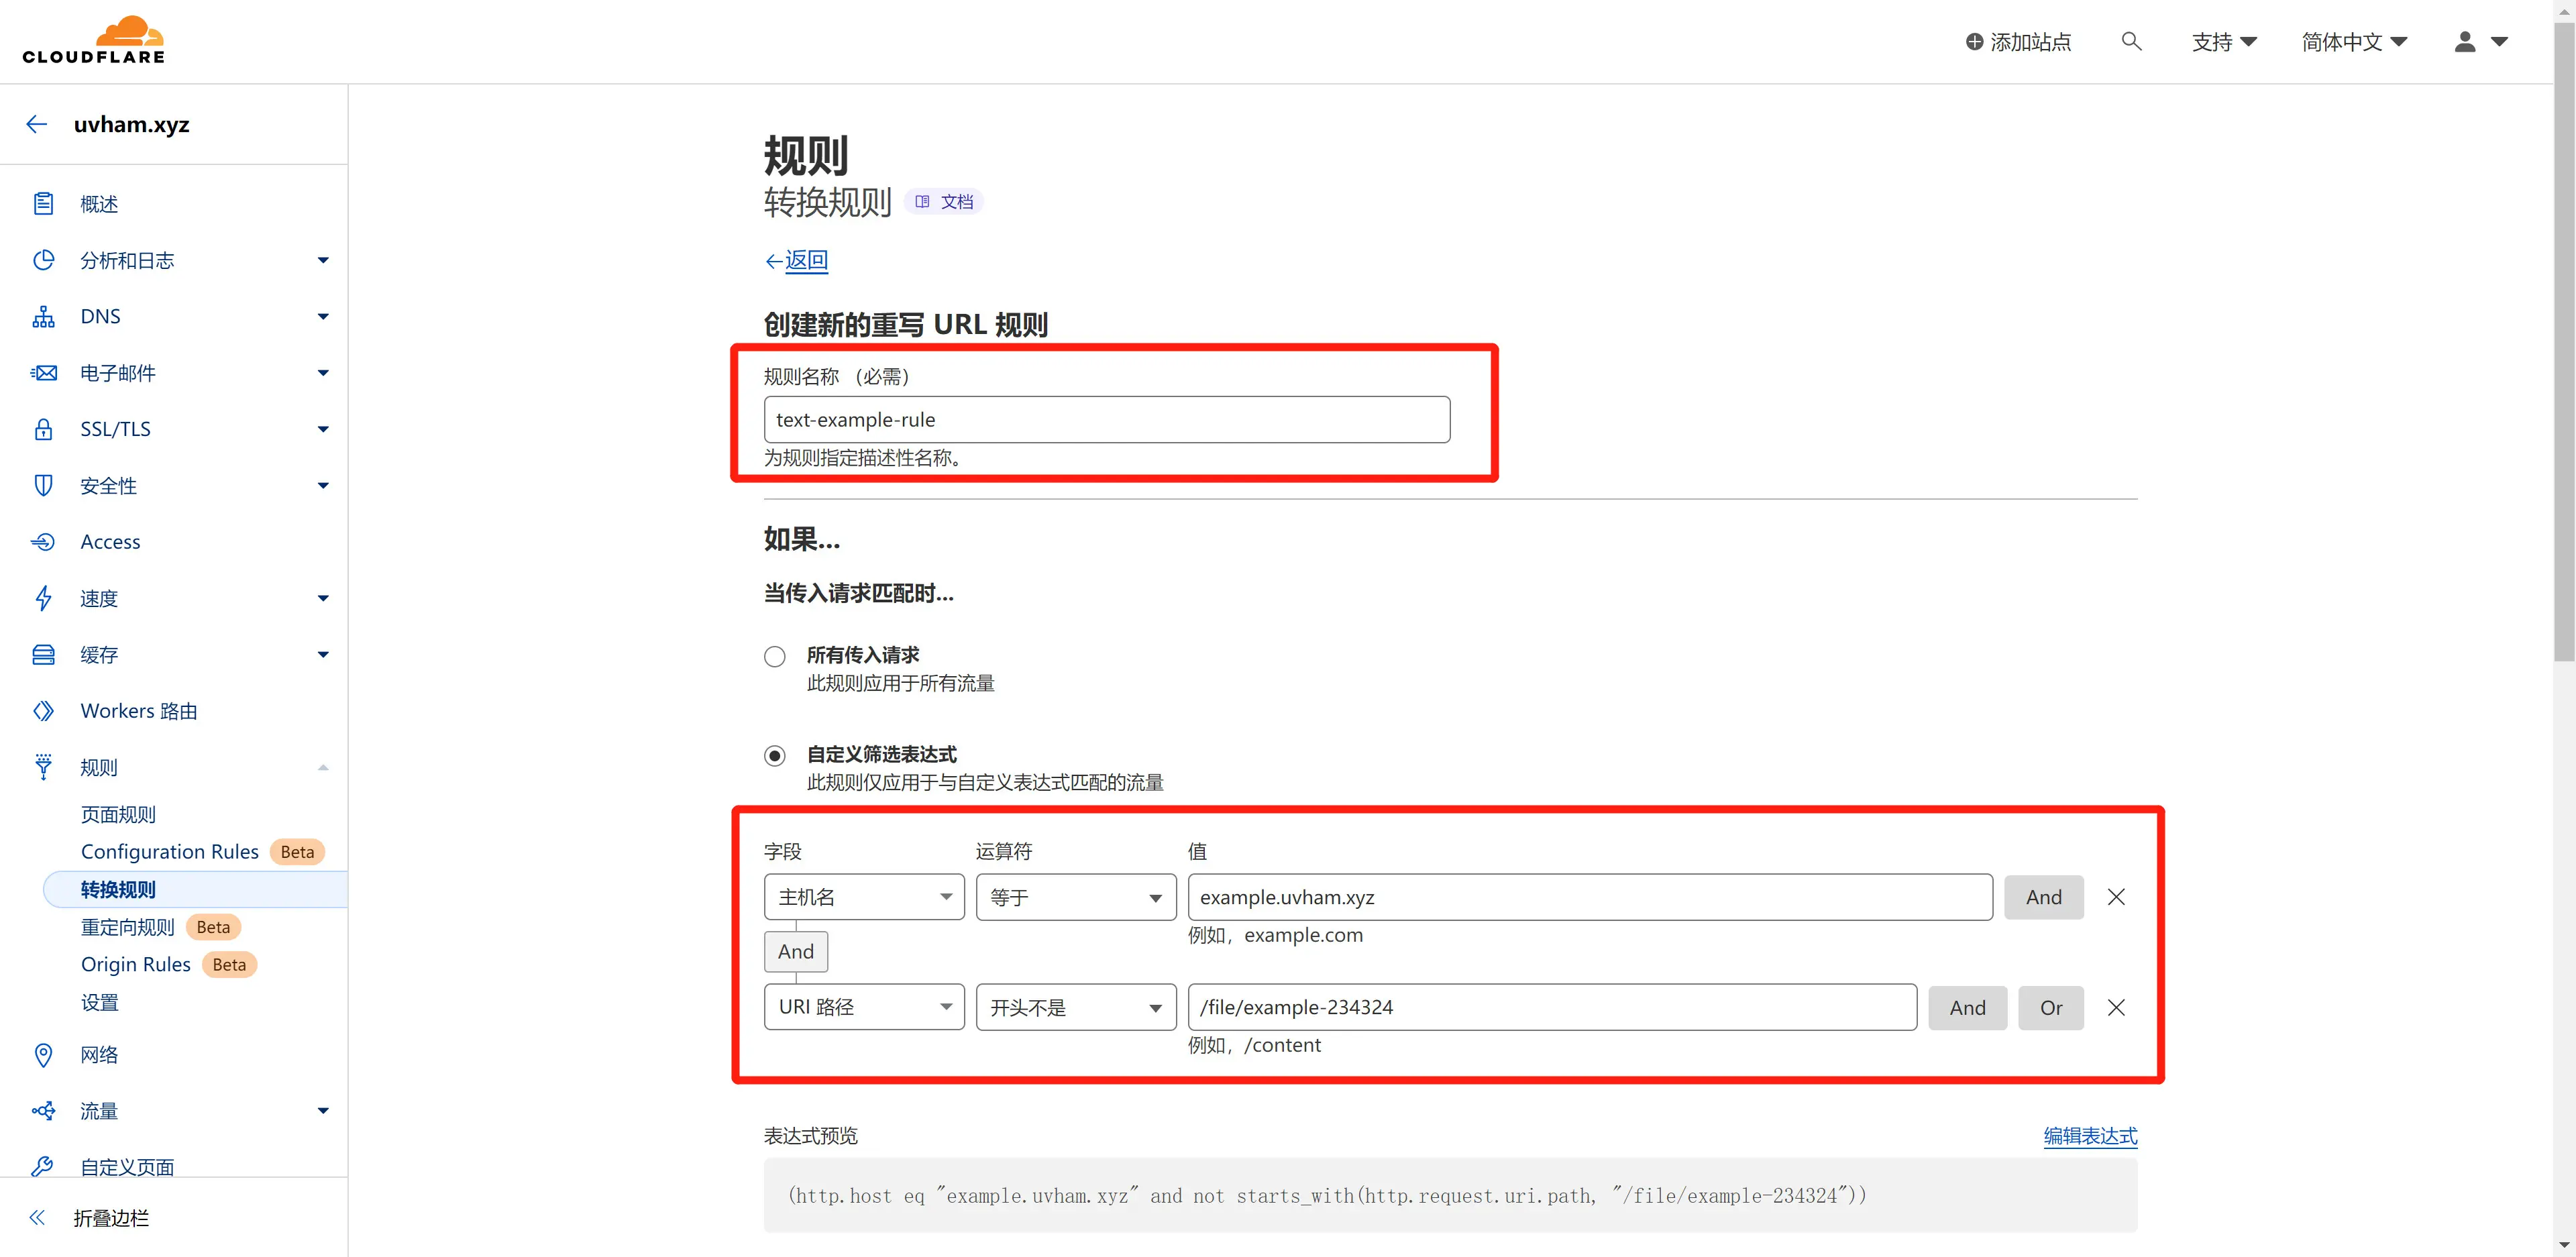 CLOUDFLARE
添加站点
支持
简体中文
uvham.xyz
概述
分析和日志
DNS
电子邮件
SSL/TLS
安全性
Access
速度
缓存
Workers 路由
规则
页面规则
Configuration Rules Beta
转换规则
重定向规则 Beta
Origin Rules Beta
设置
网络
流量
自定义页面
折叠边栏
规则
转换规则 文档
返回
创建新的重写 URL 规则
规则名称 （必需）
text-example-rule
为规则指定描述性名称。
如果...
当传入请求匹配时...
所有传入请求
此规则应用于所有流量
自定义筛选表达式
此规则仅应用于与自定义表达式匹配的流量
字段 运算符 值
主机名 等于 example.uvham.xyz And
例如，example.com
And
URI 路径 开头不是 /file/example-234324 And Or
例如，/content
表达式预览 编辑表达式
(http.host eq "example.uvham.xyz" and not starts_with(http.request.uri.path, "/file/example-234324"))